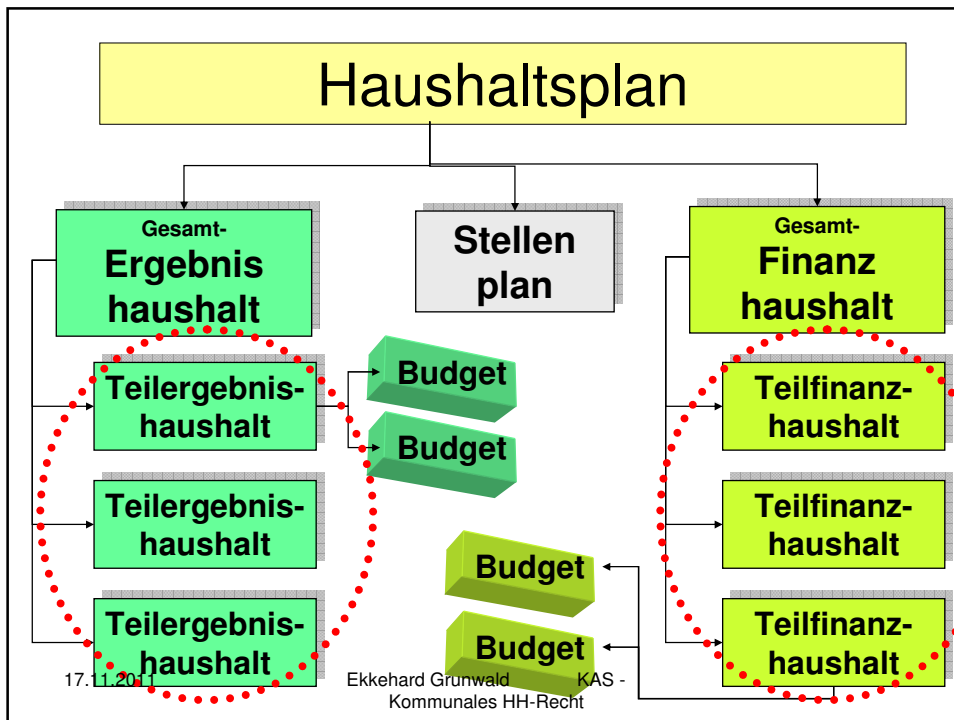 Haushaltsplan
Gesamt-
Ergebnis
haushalt
Stellen
plan
Gesamt-
Finanz
haushalt
Teilergebnis-
haushalt
Budget
Budget
Teilfinanz-
haushalt
Teilergebnis-
haushalt
Teilfinanz-
haushalt
Budget
Budget
Teilergebnis-
haushalt
Teilfinanz-
haushalt
17.11.2011
Ekkehard Grunwald KAS -
Kommunales HH-Recht